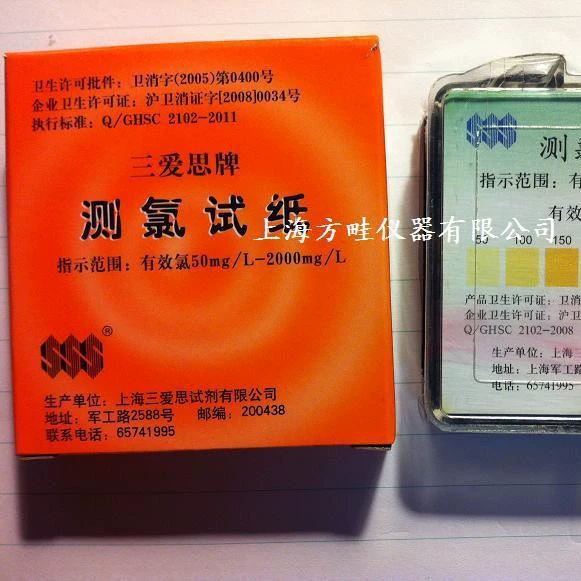 卫生许可批件：卫消字(2005)第0400号
企业卫生许可证：沪卫消证字[2008]0034号
执行标准：Q/GHSC 2102-2011
三爱思牌
测氯试纸
指示范围：有效氯50mg/L-2000mg/L
SSS®
生产单位：上海三爱思试剂有限公司
地址：军工路2588号 邮编：200438
联系电话：65741995
上海方畦仪器有限公司
SSS
测氯
指示范围：有
有效
50 100 150
产品卫生许可证：卫消
企业卫生许可证：沪卫
Q/GHSC 2102-2008
生产单位：上海三爱
地址：上海军工路
电话：65741995